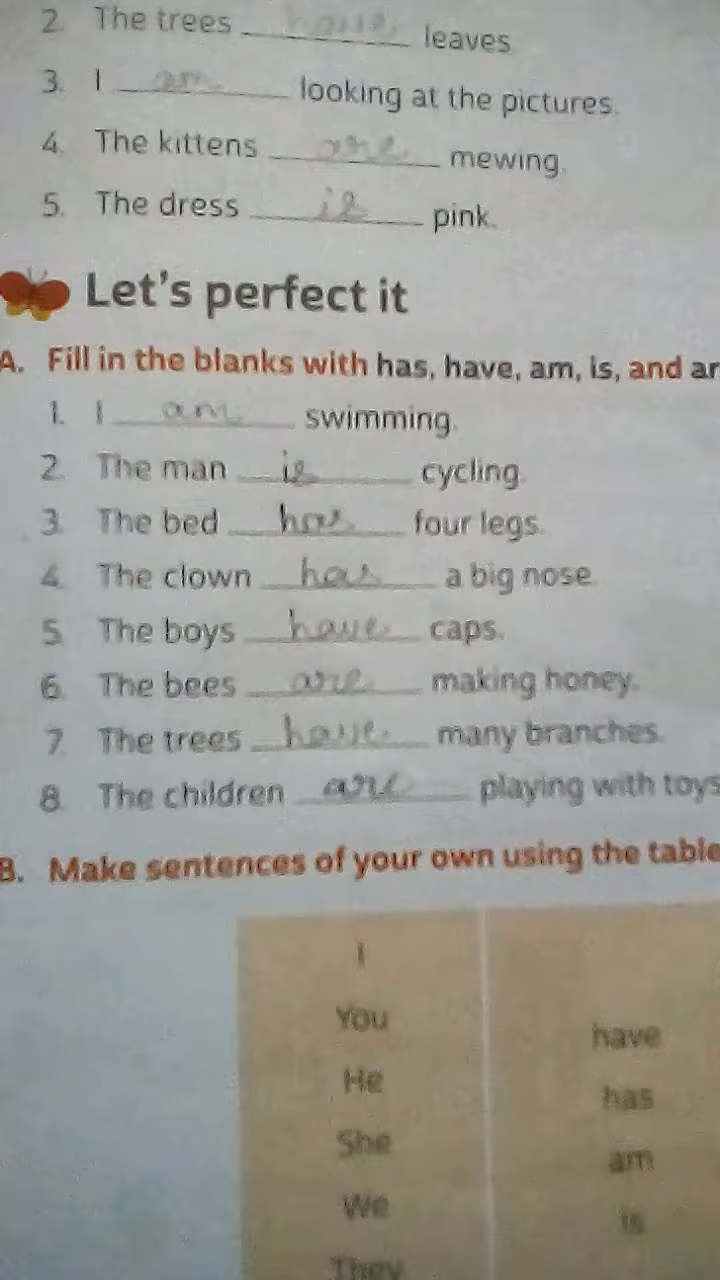 2. The trees have leaves.
3. I am looking at the pictures.
4. The kittens are mewing.
5. The dress is pink.
Let's perfect it
A. Fill in the blanks with has, have, am, is, and ar
1. I am swimming.
2. The man is cycling.
3. The bed has four legs.
4. The clown has a big nose.
5. The boys have caps.
6. The bees are making honey.
7. The trees have many branches.
8. The children are playing with toys
B. Make sentences of your own using the table
I
You
have
He
has
She
am
We
is
They